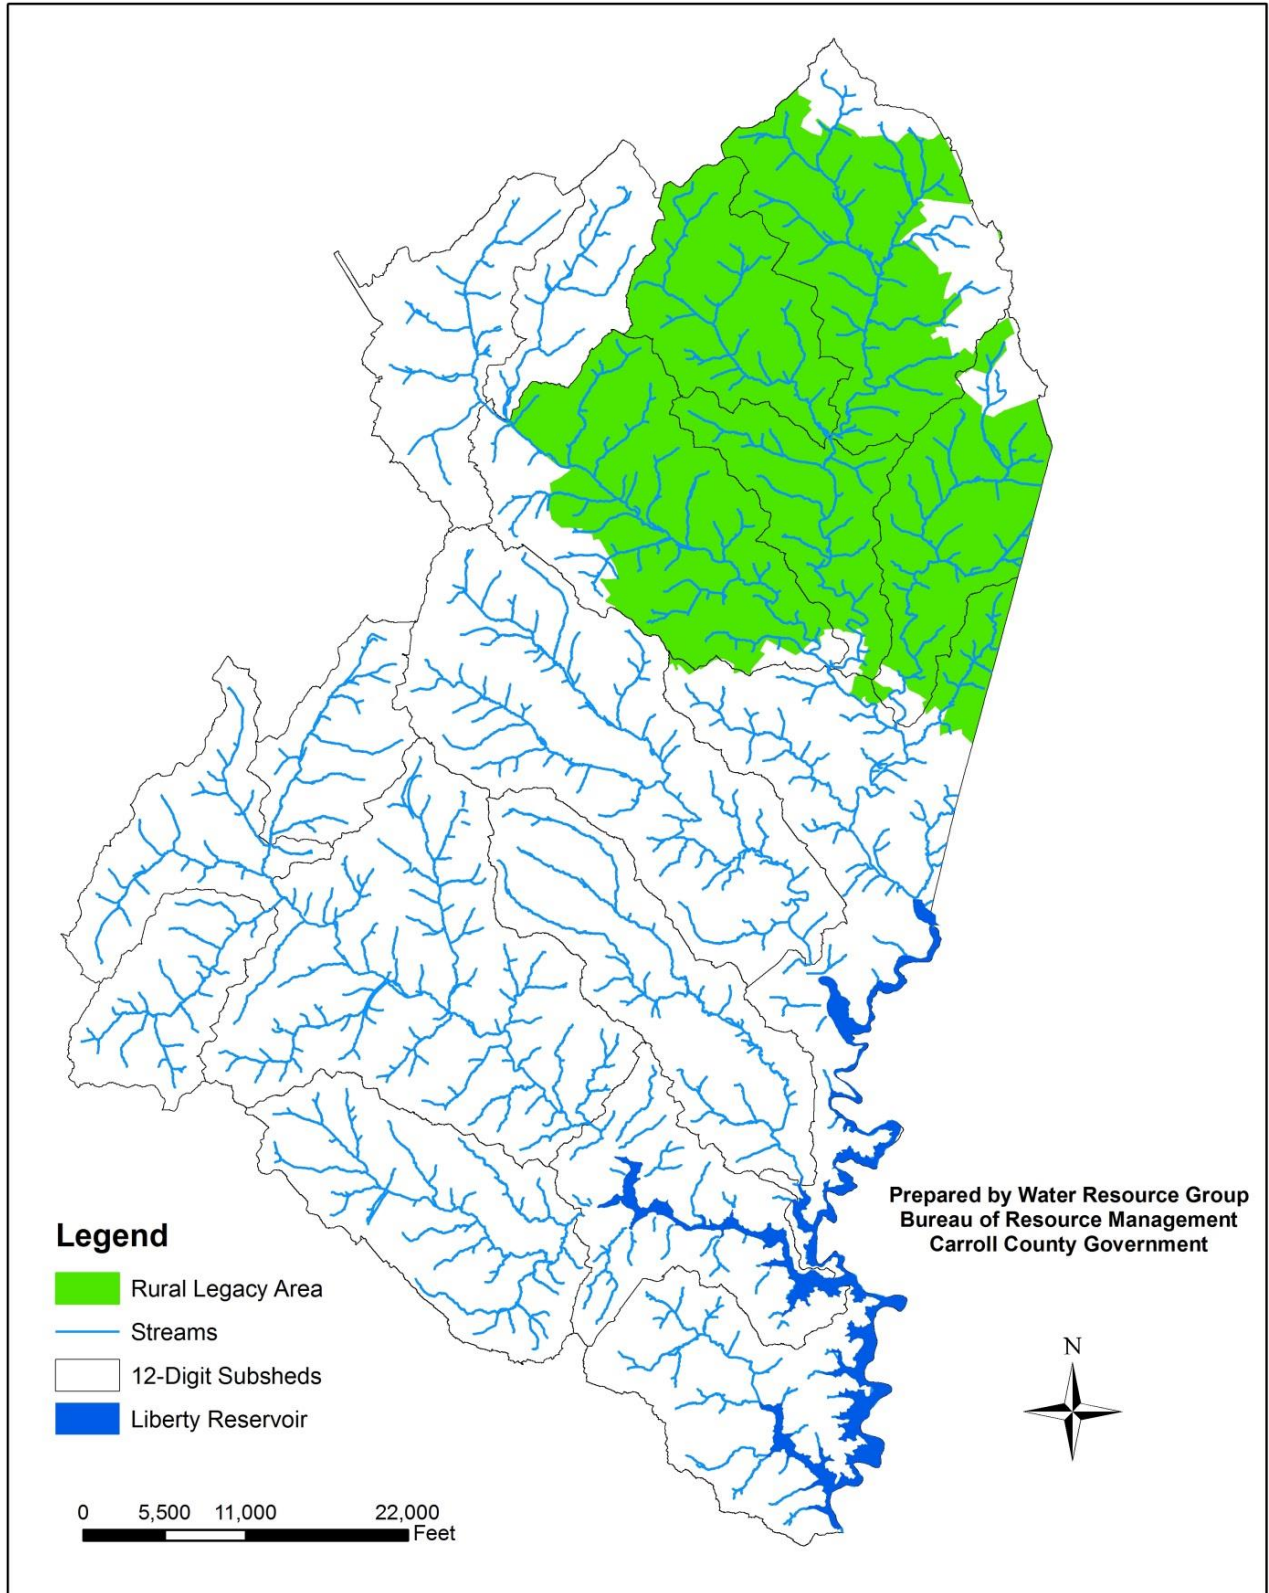 Prepared by Water Resource Group
Bureau of Resource Management
Carroll County Government
Legend
Rural Legacy Area
Streams
12-Digit Subsheds
Liberty Reservoir
N
0 5,500 11,000 22,000
Feet